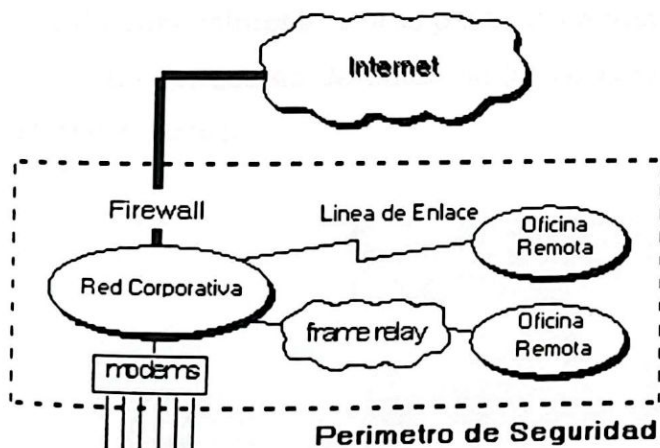 Internet
Firewall
Linea de Enlace
Oficina
Remota
Red Corporativa
frame relay
Oficina
Remota
modems
Perimetro de Seguridad